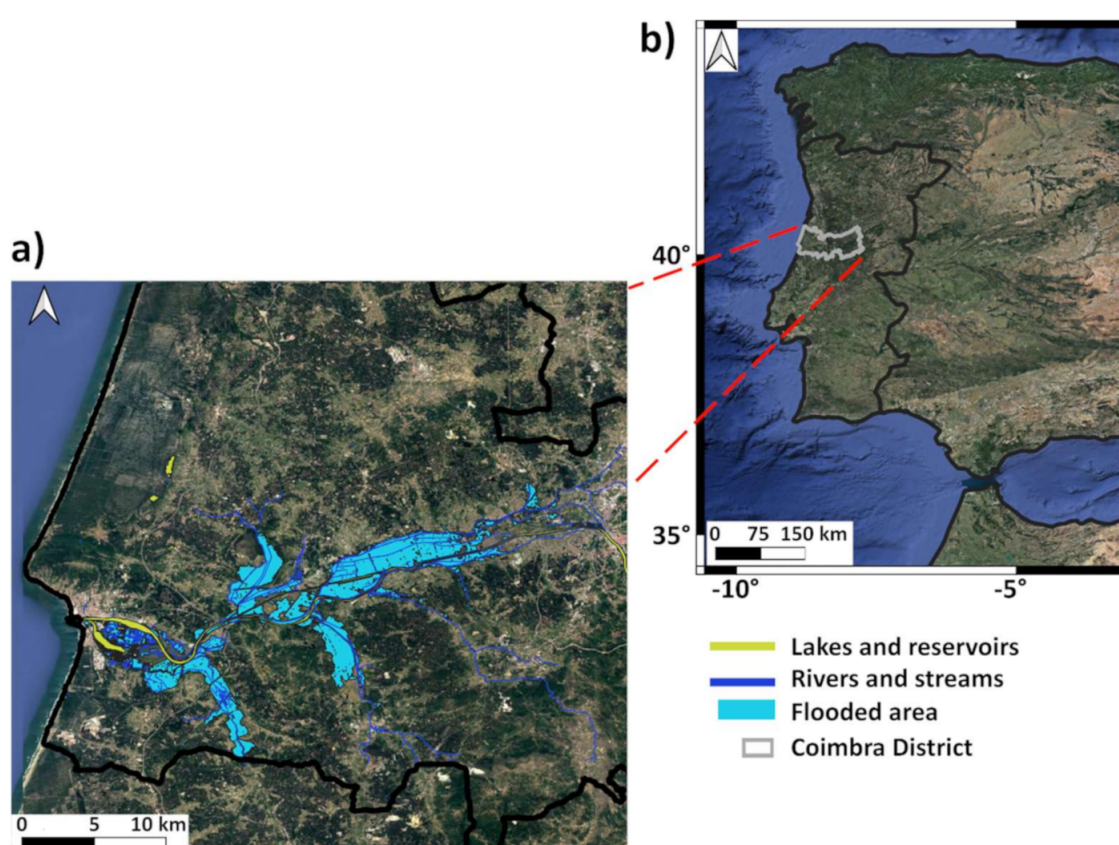 a)
0 5 10 km
b)
40°
35°
-10° -5°
0 75 150 km
Lakes and reservoirs
Rivers and streams
Flooded area
Coimbra District